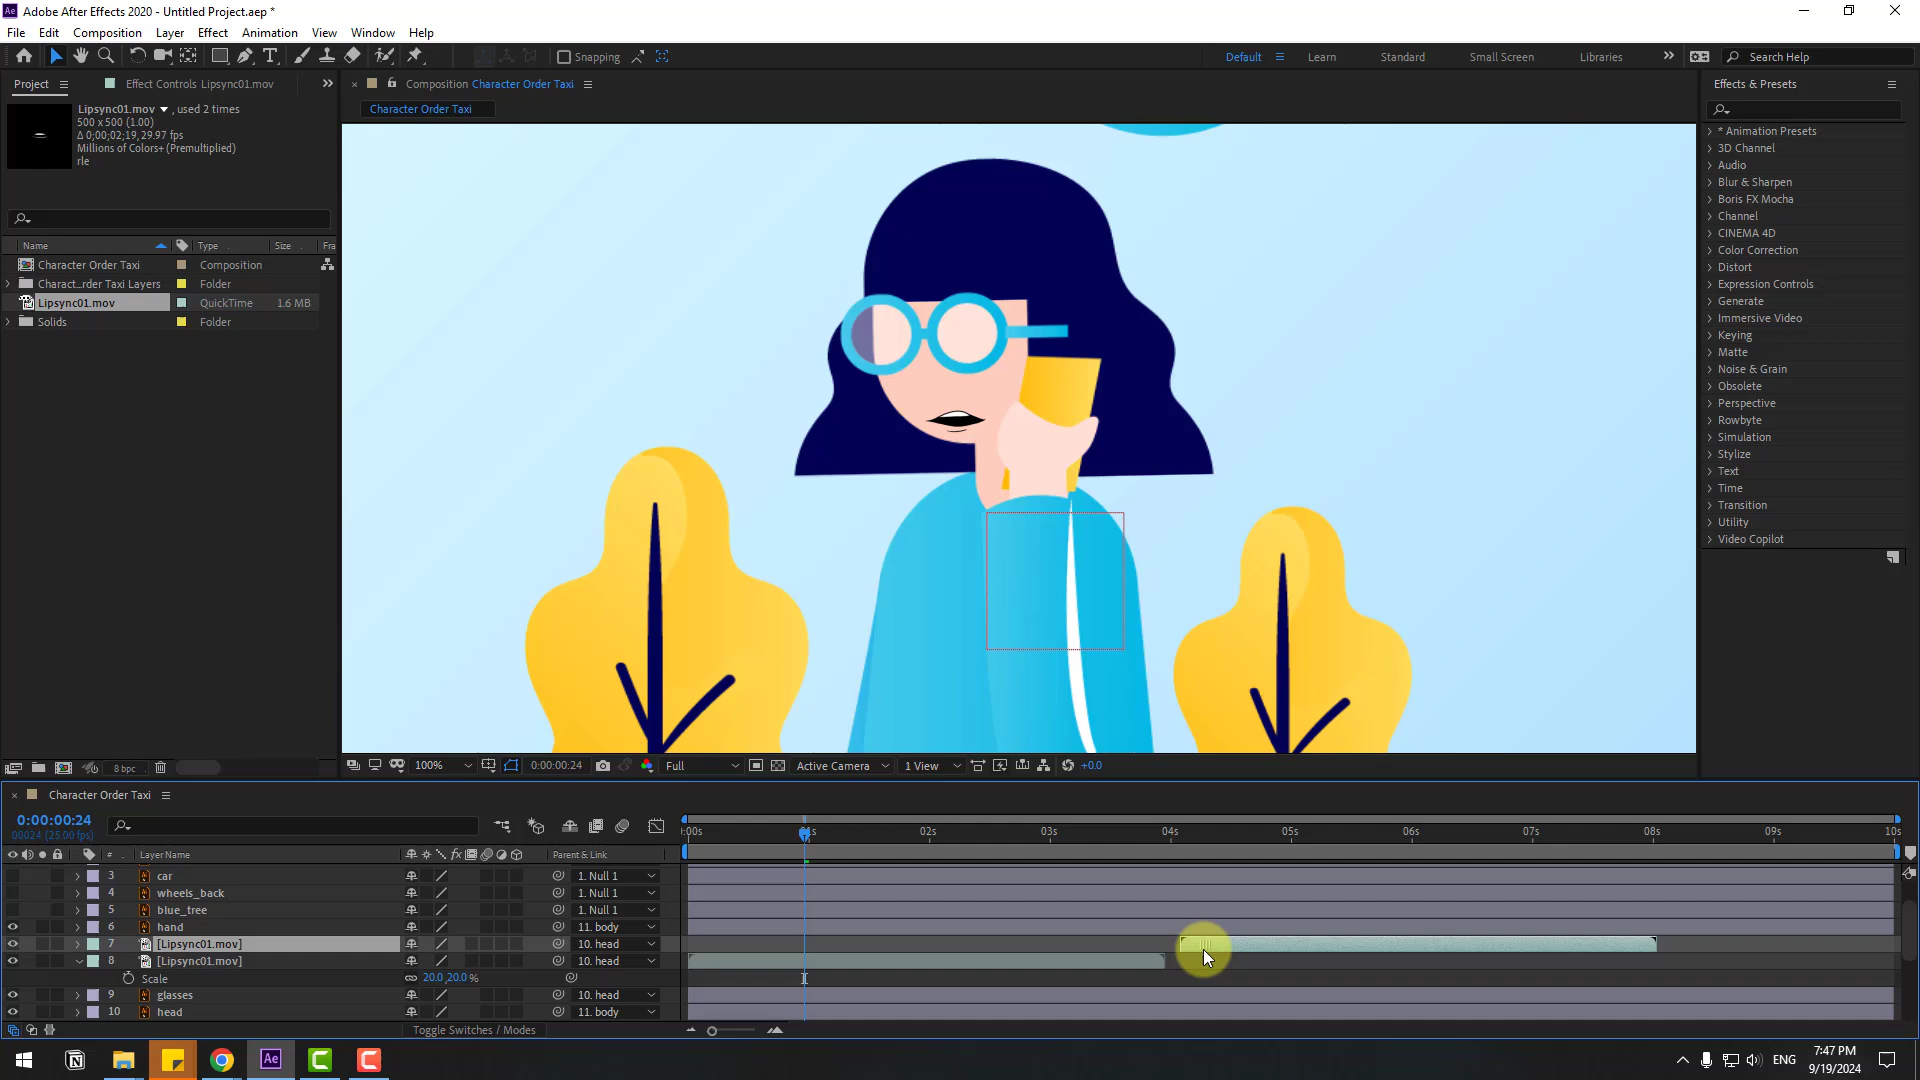 Adobe After Effects 2020 - Untitled Project.aep *
File Edit Composition Layer Effect Animation View Window Help
Snapping Default Learn Standard Small Screen Libraries Search Help
Project Effect Controls Lipsync01.mov
Composition Character Order Taxi
Effects & Presets
Character Order Taxi
Lipsync01.mov , used 2 times
500 x 500 (1.00)
Δ 0;00;02;19, 29.97 fps
Millions of Colors+ (Premultiplied)
rle
Name Type Size Fra
Character Order Taxi Composition
Charact...rder Taxi Layers Folder
Lipsync01.mov QuickTime 1.6 MB
Solids Folder
8 bpc
* Animation Presets
3D Channel
Audio
Blur & Sharpen
Boris FX Mocha
Channel
CINEMA 4D
Color Correction
Distort
Expression Controls
Generate
Immersive Video
Keying
Matte
Noise & Grain
Obsolete
Perspective
Rowbyte
Simulation
Stylize
Text
Time
Transition
Utility
Video Copilot
100% 0:00:00:24 Full Active Camera 1 View +0.0
Character Order Taxi
0:00:00:24
00024 (25.00 fps)
:00s 01s 02s 03s 04s 05s 06s 07s 08s 09s 10s
# Layer Name Parent & Link
3 car 1. Null 1
4 wheels_back 1. Null 1
5 blue_tree 1. Null 1
6 hand 11. body
7 [Lipsync01.mov] 10. head
8 [Lipsync01.mov] 10. head
Scale 20.0,20.0%
9 glasses 10. head
10 head 11. body
Toggle Switches / Modes
ENG 7:47 PM
9/19/2024